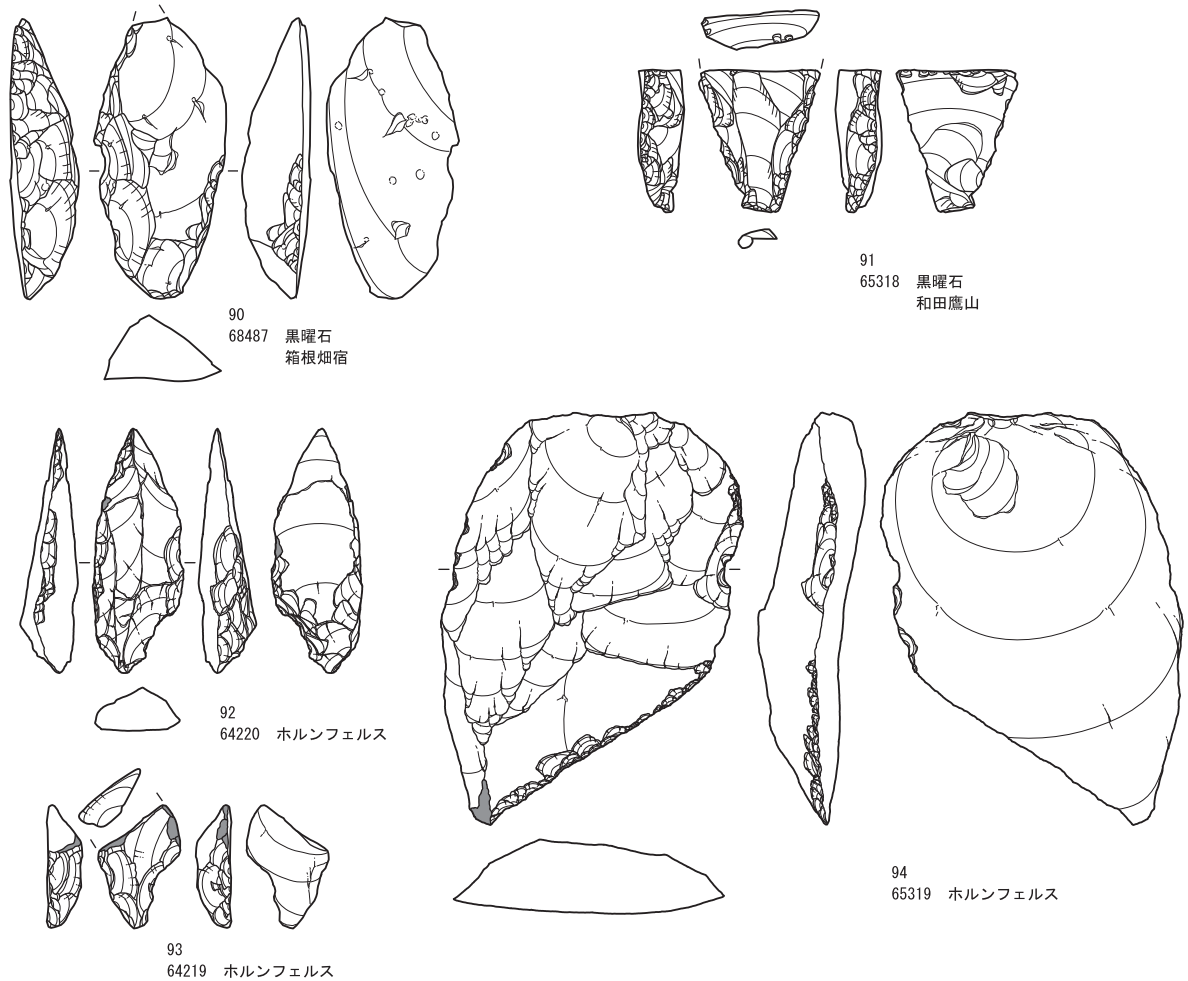 90
68487 黒曜石
箱根畑宿
91
65318 黒曜石
和田鷹山
92
64220 ホルンフェルス
93
64219 ホルンフェルス
94
65319 ホルンフェルス